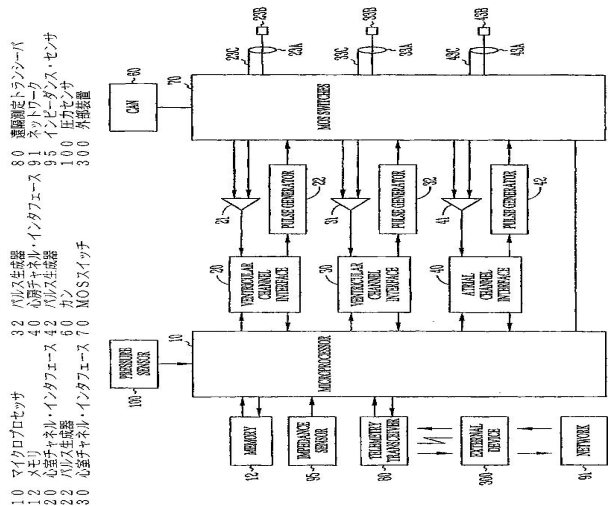 10 マイクロプロセッサ
12 メモリ
20 心室チャネル・インタフェース
22 パルス生成器
30 心室チャネル・インタフェース
32 パルス生成器
40 心房チャネル・インタフェース
42 パルス生成器
60 カン
70 MOSスイッチ
80 遠隔測定トランシーバ
91 ネットワーク
95 インピーダンス・センサ
100 圧力センサ
300 外部装置
CAN
60
23C
23B
23A
33C
33B
33A
43C
43B
43A
70
MOS SWITCHES
21
PULSE GENERATOR
22
31
PULSE GENERATOR
32
41
PULSE GENERATOR
42
20
VENTRICULAR
CHANNEL
INTERFACE
30
VENTRICULAR
CHANNEL
INTERFACE
40
ATRIAL
CHANNEL
INTERFACE
PRESSURE
SENSOR
100
10
MICROPROCESSOR
MEMORY
12
IMPEDANCE
SENSOR
95
TELEMETRY
TRANSCEIVER
80
EXTERNAL
DEVICE
300
NETWORK
91